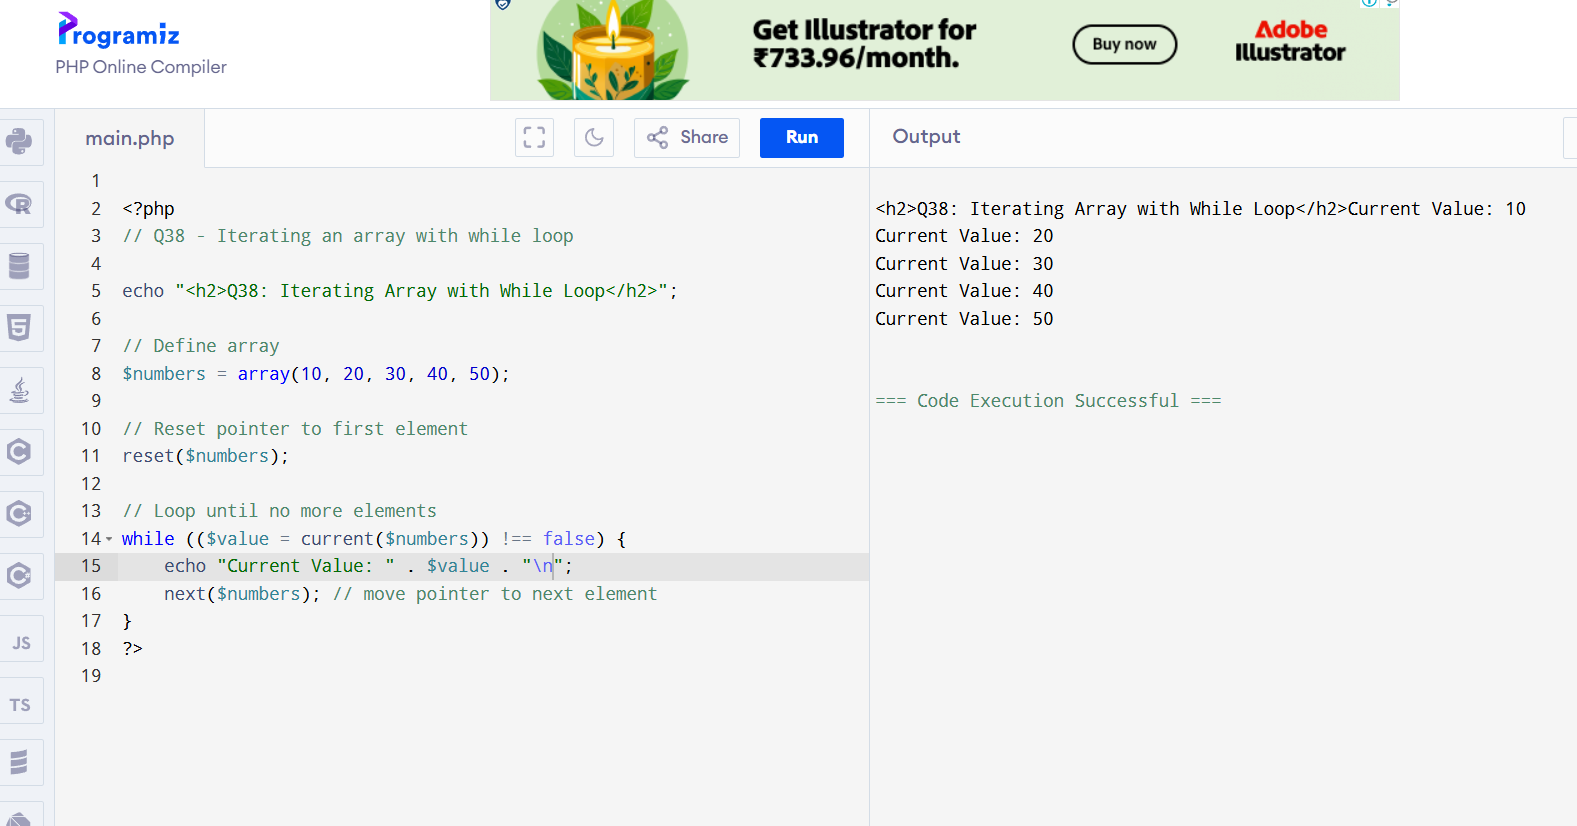 Programiz
PHP Online Compiler
Get Illustrator for
₹733.96/month.
Buy now
Adobe
Illustrator
main.php
Share
Run
Output
1
2 <?php
3 // Q38 - Iterating an array with while loop
4
5 echo "<h2>Q38: Iterating Array with While Loop</h2>";
6
7 // Define array
8 $numbers = array(10, 20, 30, 40, 50);
9
10 // Reset pointer to first element
11 reset($numbers);
12
13 // Loop until no more elements
14 while (($value = current($numbers)) !== false) {
15     echo "Current Value: " . $value . "\n";
16     next($numbers); // move pointer to next element
17 }
18 ?>
19
<h2>Q38: Iterating Array with While Loop</h2>Current Value: 10
Current Value: 20
Current Value: 30
Current Value: 40
Current Value: 50
=== Code Execution Successful ===
R
5
C
C
C
JS
TS